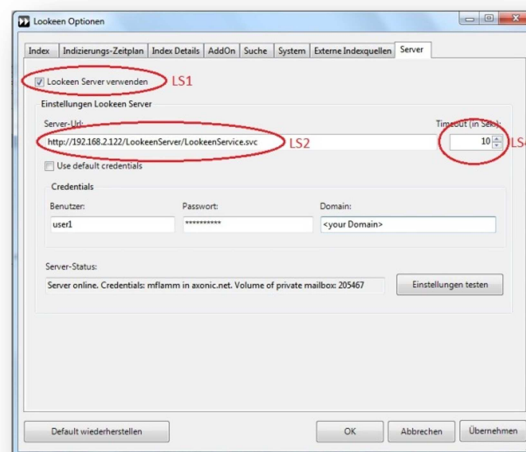 Lookeen Optionen
Index Indizierungs-Zeitplan Index Details AddOn Suche System Externe Indexquellen Server
Lookeen Server verwenden LS1
Einstellungen Lookeen Server
Server-Url: Timeout (in Sek):
http://192.168.2.122/LookeenServer/LookeenService.svc LS2 10
Use default credentials
Credentials
Benutzer: Passwort: Domain:
user1 ********** <your Domain>
Server-Status:
Server online. Credentials: mflamm in axonic.net. Volume of private mailbox: 205467 Einstellungen testen
Default wiederherstellen OK Abbrechen Übernehmen